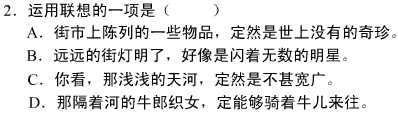 2．运用联想的一项是（　　）
A．街市上陈列的一些物品，定然是世上没有的奇珍。
B．远远的街灯明了，好像是闪着无数的明星。
C．你看，那浅浅的天河，定然是不甚宽广。
D．那隔着河的牛郎织女，定能够骑着牛儿来往。